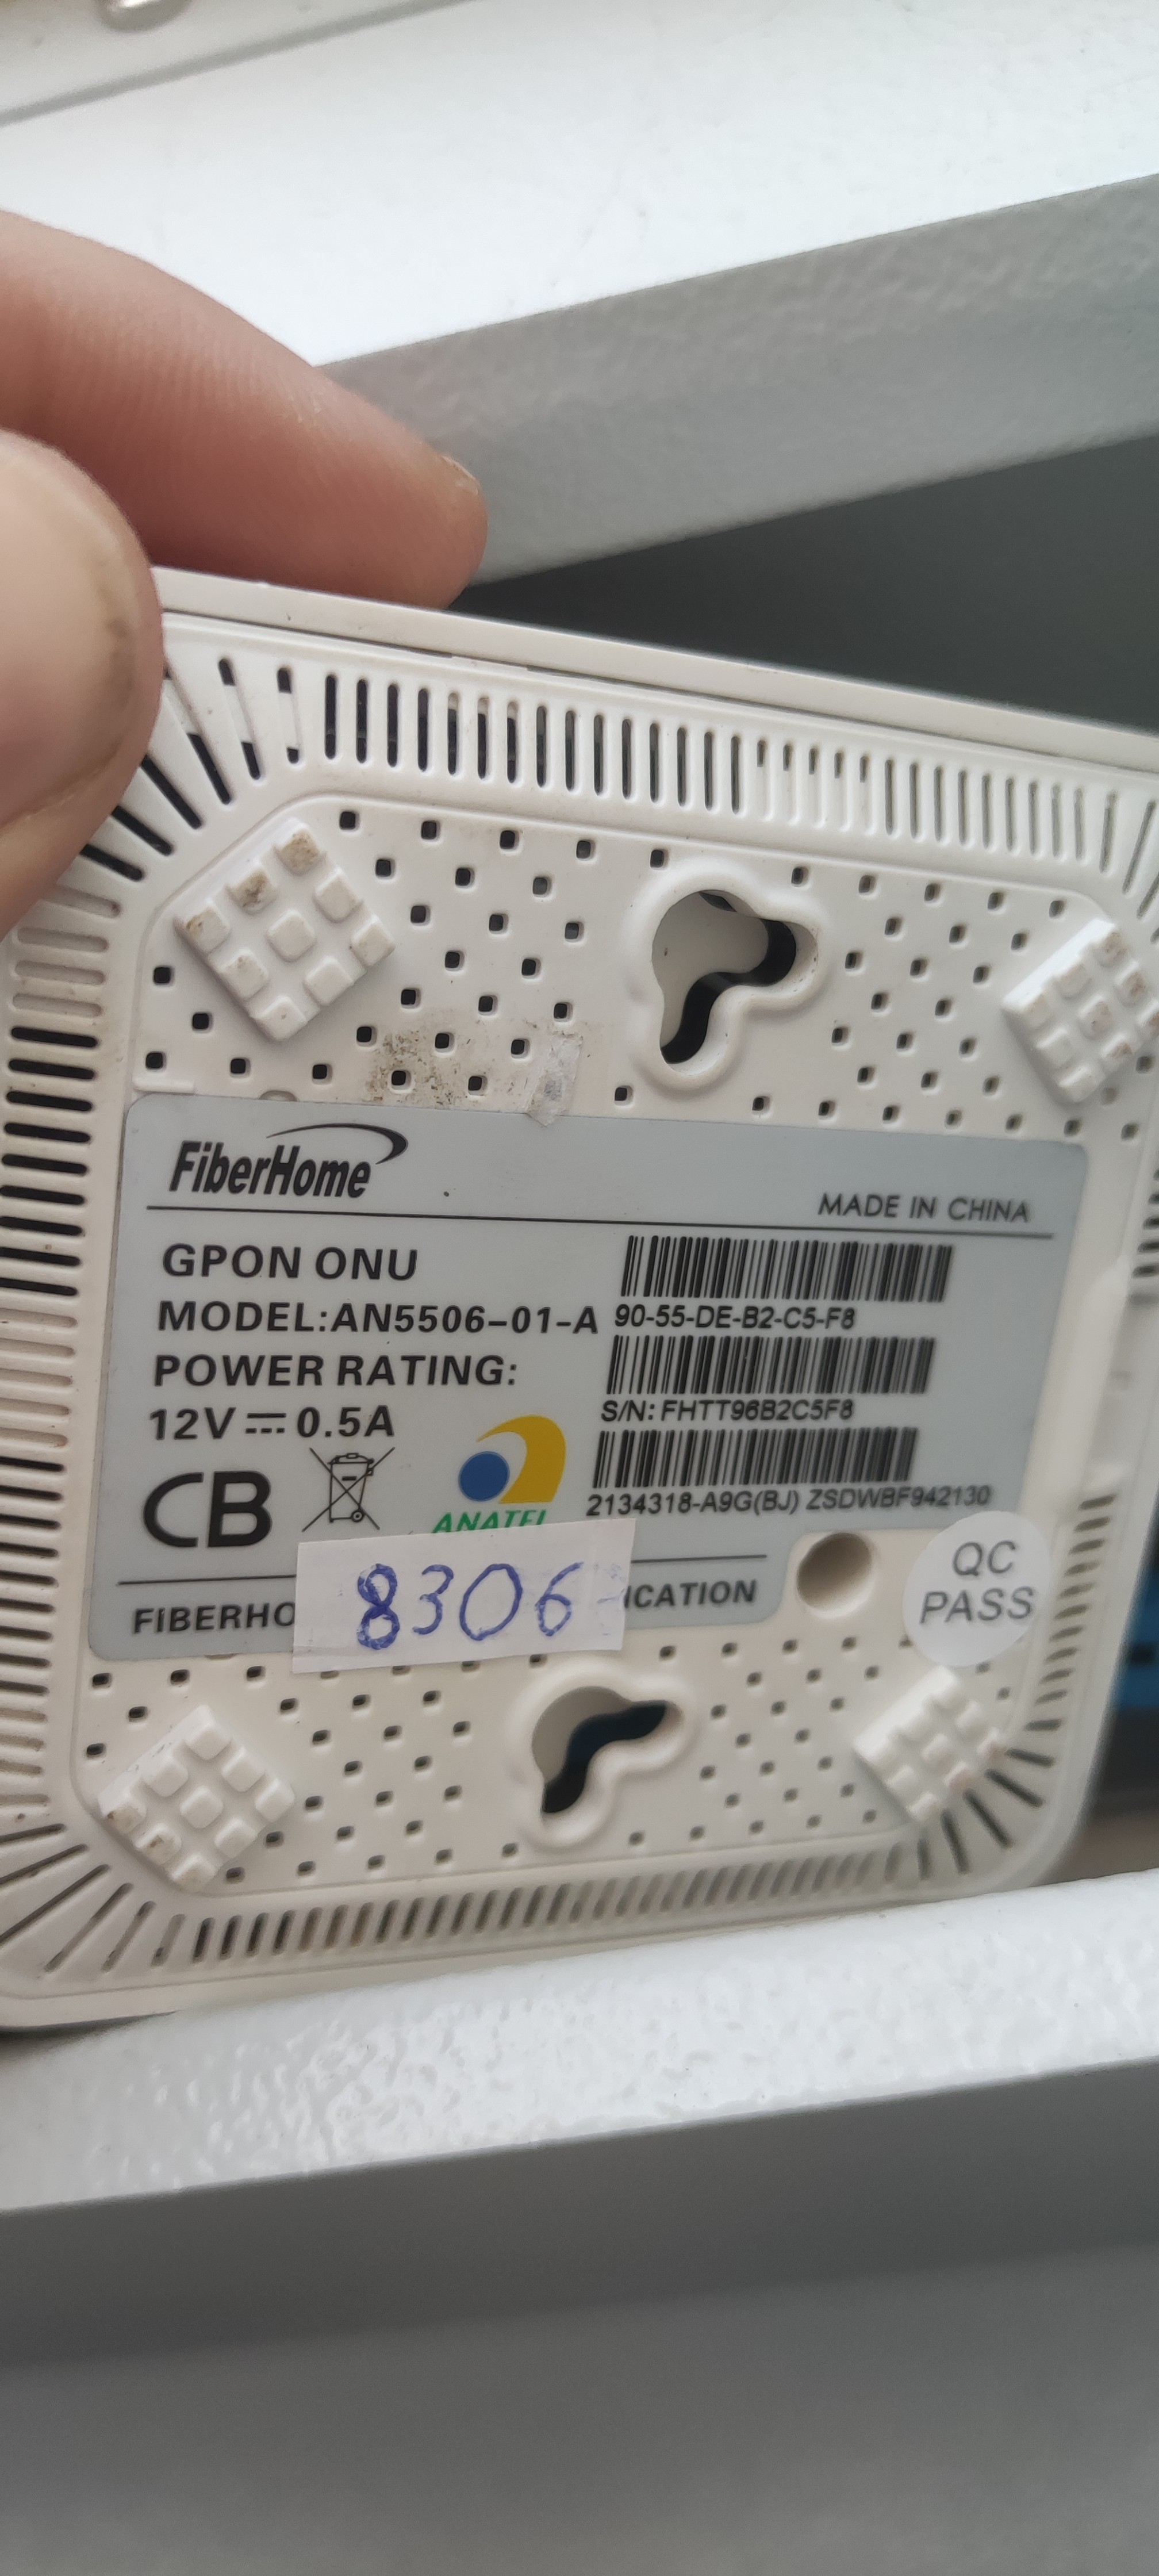 FiberHome
MADE IN CHINA
GPON ONU
MODEL:AN5506-01-A
90-55-DE-B2-C5-F8
POWER RATING:
12V 0.5A
S/N: FHTT96B2C5F8
2134318-A9G(BJ) ZSDWBF942130
CB
ANATEL
8306
FIBERHO ICATION
QC
PASS